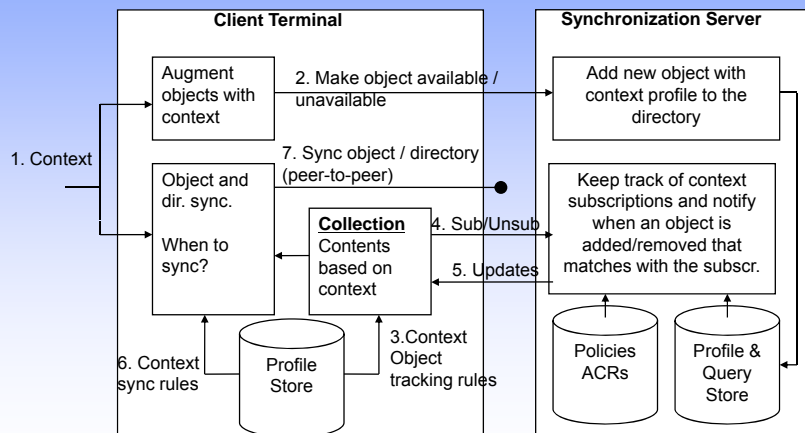 Client Terminal
Synchronization Server
Augment
objects with
context
2. Make object available /
unavailable
Add new object with
context profile to the
directory
1. Context
7. Sync object / directory
(peer-to-peer)
Object and
dir. sync.
When to
sync?
Collection
Contents
based on
context
4. Sub/Unsub
5. Updates
Keep track of context
subscriptions and notify
when an object is
added/removed that
matches with the subscr.
6. Context
sync rules
Profile
Store
3.Context
Object
tracking rules
Policies
ACRs
Profile &
Query
Store